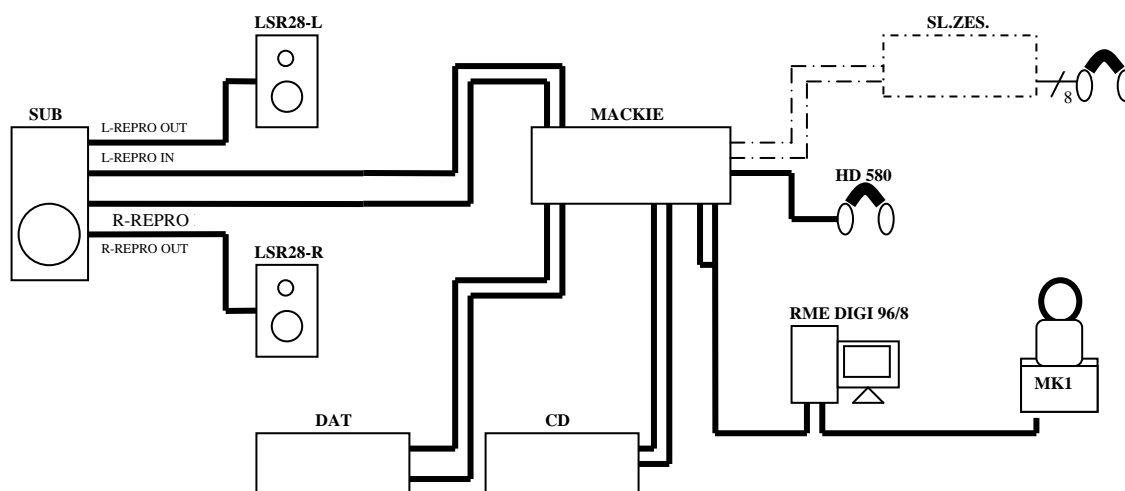 LSR28-L
SL.ZES.
SUB
MACKIE
8
L-REPRO OUT
L-REPRO IN
HD 580
R-REPRO
R-REPRO OUT
LSR28-R
RME DIGI 96/8
MK1
DAT
CD